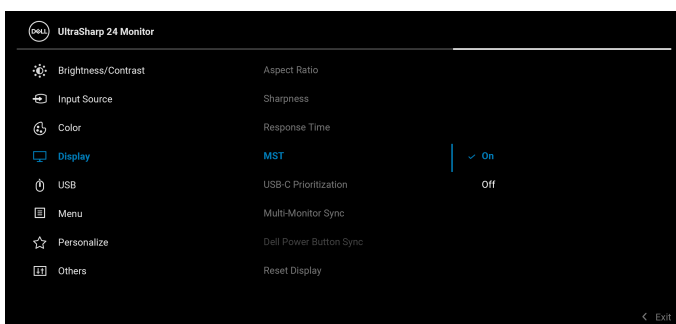 DELL UltraSharp 24 Monitor
Brightness/Contrast Aspect Ratio
Input Source Sharpness
Color Response Time
Display MST On
USB USB-C Prioritization Off
Menu Multi-Monitor Sync
Personalize Dell Power Button Sync
Others Reset Display
Exit